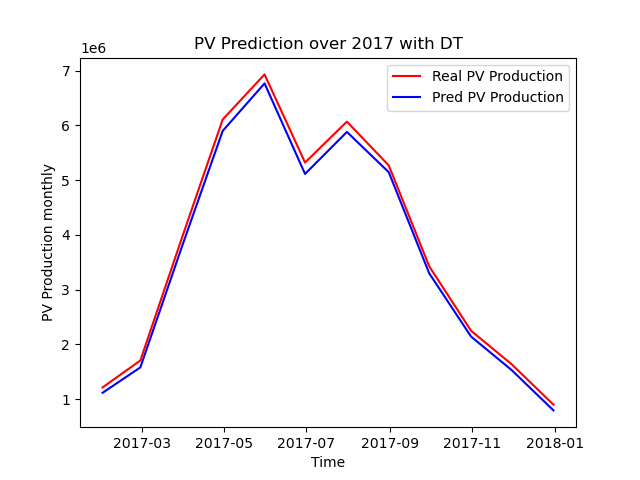 PV Prediction over 2017 with DT
1e6
Real PV Production
Pred PV Production
7
6
5
4
3
2
1
PV Production monthly
2017-03 2017-05 2017-07 2017-09 2017-11 2018-01
Time